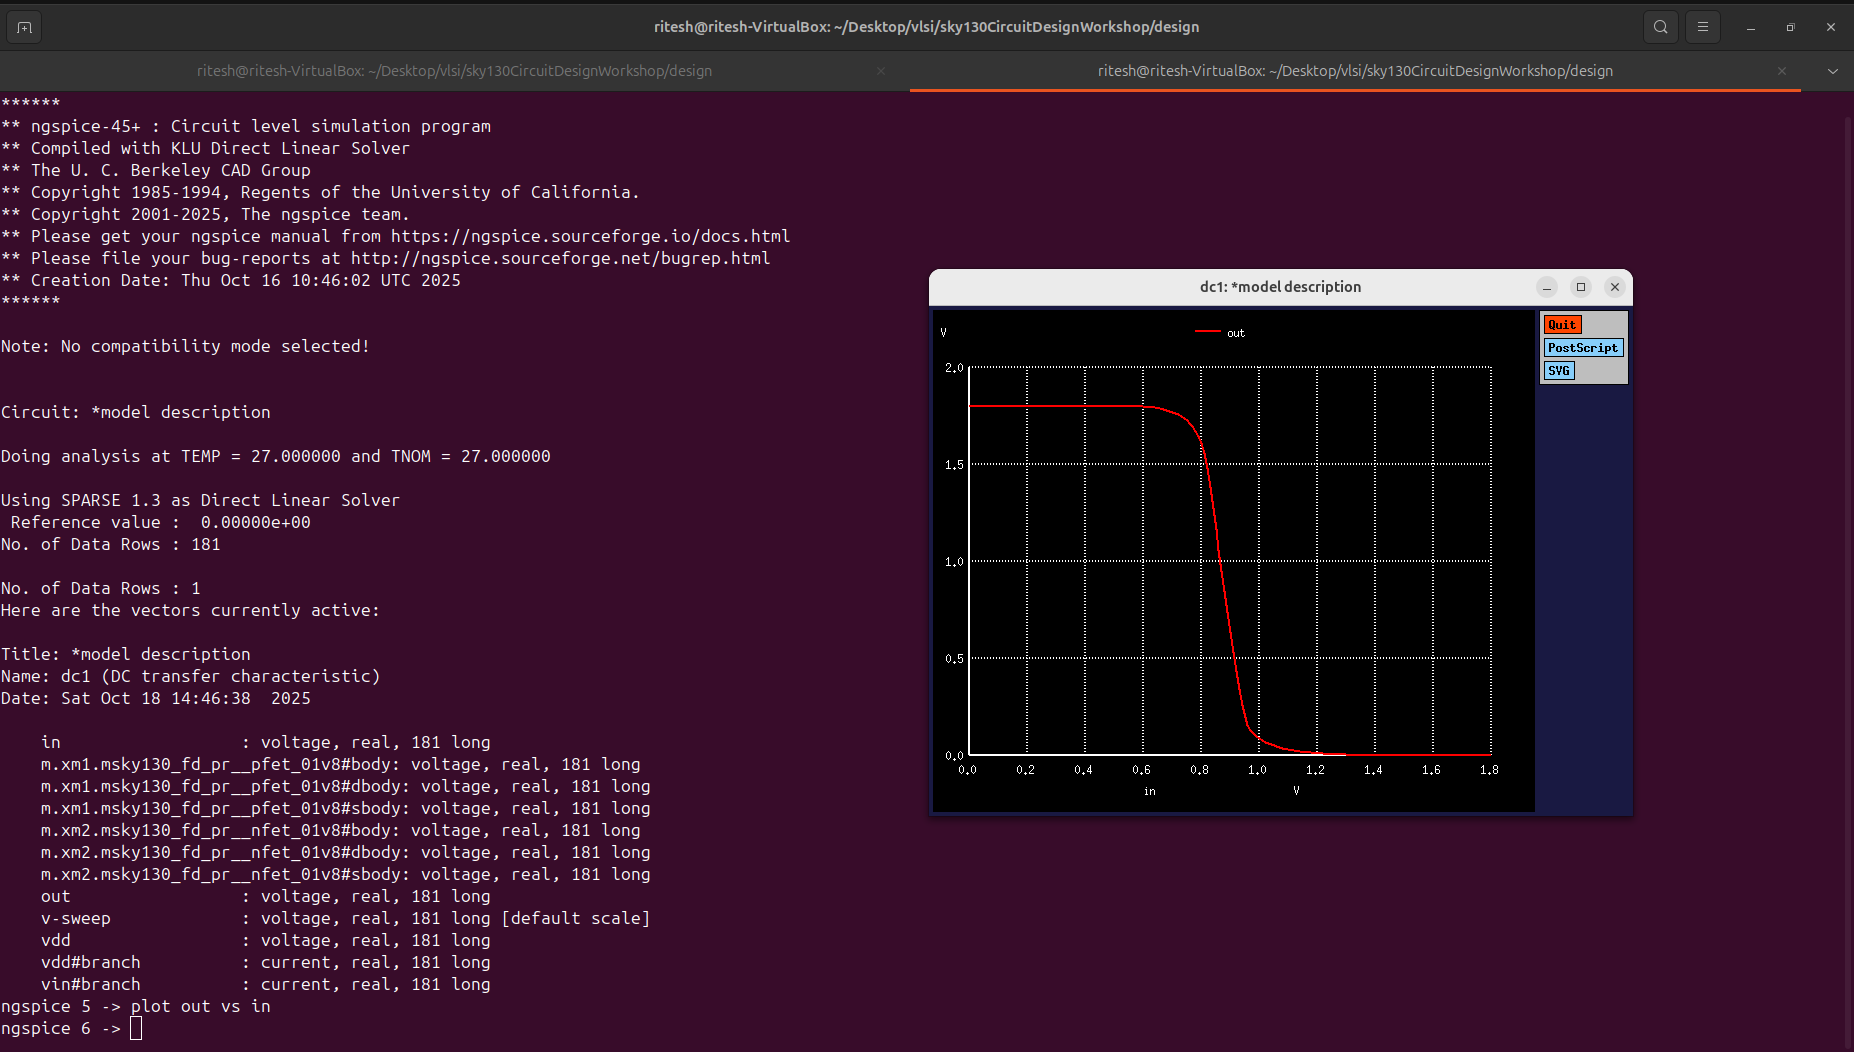 ritesh@ritesh-VirtualBox: ~/Desktop/vlsi/sky130CircuitDesignWorkshop/design
ritesh@ritesh-VirtualBox: ~/Desktop/vlsi/sky130CircuitDesignWorkshop/design
ritesh@ritesh-VirtualBox: ~/Desktop/vlsi/sky130CircuitDesignWorkshop/design
******
** ngspice-45+ : Circuit level simulation program
** Compiled with KLU Direct Linear Solver
** The U. C. Berkeley CAD Group
** Copyright 1985-1994, Regents of the University of California.
** Copyright 2001-2025, The ngspice team.
** Please get your ngspice manual from https://ngspice.sourceforge.io/docs.html
** Please file your bug-reports at http://ngspice.sourceforge.net/bugrep.html
** Creation Date: Thu Oct 16 10:46:02 UTC 2025
******
Note: No compatibility mode selected!
Circuit: *model description
Doing analysis at TEMP = 27.000000 and TNOM = 27.000000
Using SPARSE 1.3 as Direct Linear Solver
Reference value :  0.00000e+00
No. of Data Rows : 181
No. of Data Rows : 1
Here are the vectors currently active:
Title: *model description
Name: dc1 (DC transfer characteristic)
Date: Sat Oct 18 14:46:38  2025
in                  : voltage, real, 181 long
m.xm1.msky130_fd_pr__pfet_01v8#body: voltage, real, 181 long
m.xm1.msky130_fd_pr__pfet_01v8#dbody: voltage, real, 181 long
m.xm1.msky130_fd_pr__pfet_01v8#sbody: voltage, real, 181 long
m.xm2.msky130_fd_pr__nfet_01v8#body: voltage, real, 181 long
m.xm2.msky130_fd_pr__nfet_01v8#dbody: voltage, real, 181 long
m.xm2.msky130_fd_pr__nfet_01v8#sbody: voltage, real, 181 long
out                 : voltage, real, 181 long
v-sweep             : voltage, real, 181 long [default scale]
vdd                 : voltage, real, 181 long
vdd#branch          : current, real, 181 long
vin#branch          : current, real, 181 long
ngspice 5 -> plot out vs in
ngspice 6 ->
dc1: *model description
Quit
PostScript
SVG
V
out
2.0
1.5
1.0
0.5
0.0
0.0 0.2 0.4 0.6 0.8 1.0 1.2 1.4 1.6 1.8
in V